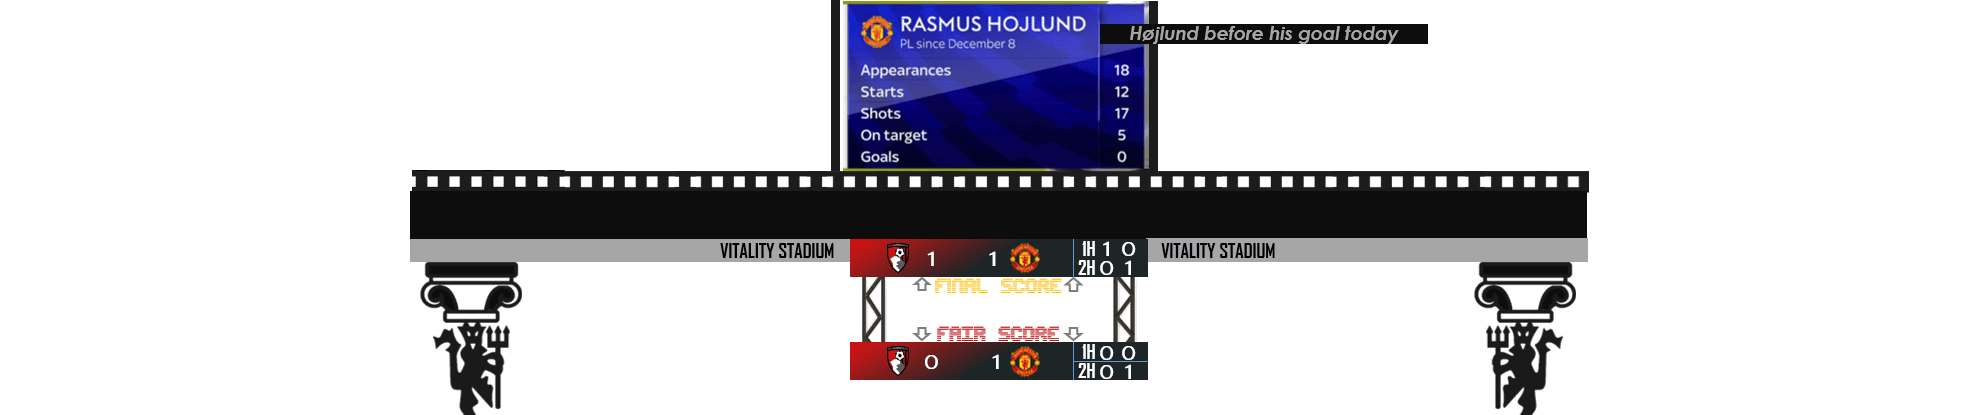 RASMUS HOJLUND
PL since December 8
Højlund before his goal today
Appearances 18
Starts 12
Shots 17
On target 5
Goals 0
VITALITY STADIUM
1 1
1H 1 0
2H 0 1
VITALITY STADIUM
FINAL SCORE
FAIR SCORE
0 1
1H 0 0
2H 0 1